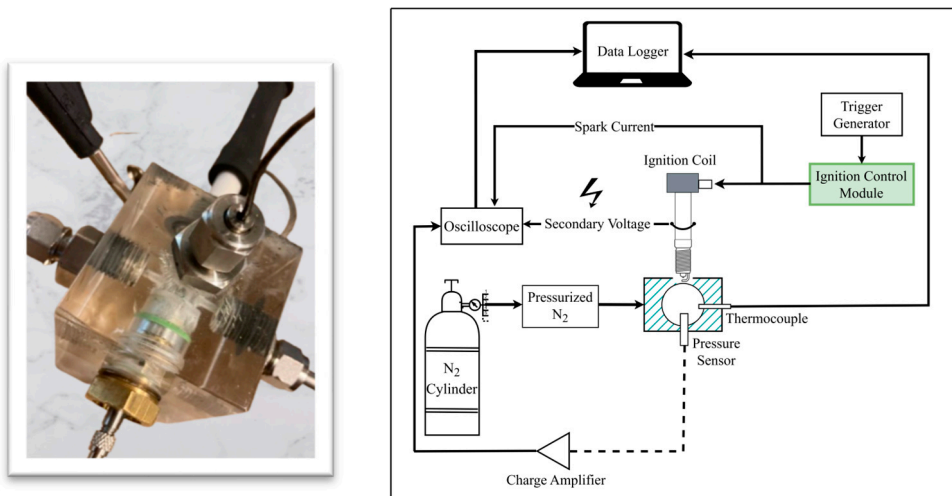 Data Logger
Trigger
Generator
Spark Current
Ignition Coil
Ignition Control
Module
Oscilloscope
Secondary Voltage
Pressurized
N₂
Thermocouple
Pressure
Sensor
N₂
Cylinder
Charge Amplifier